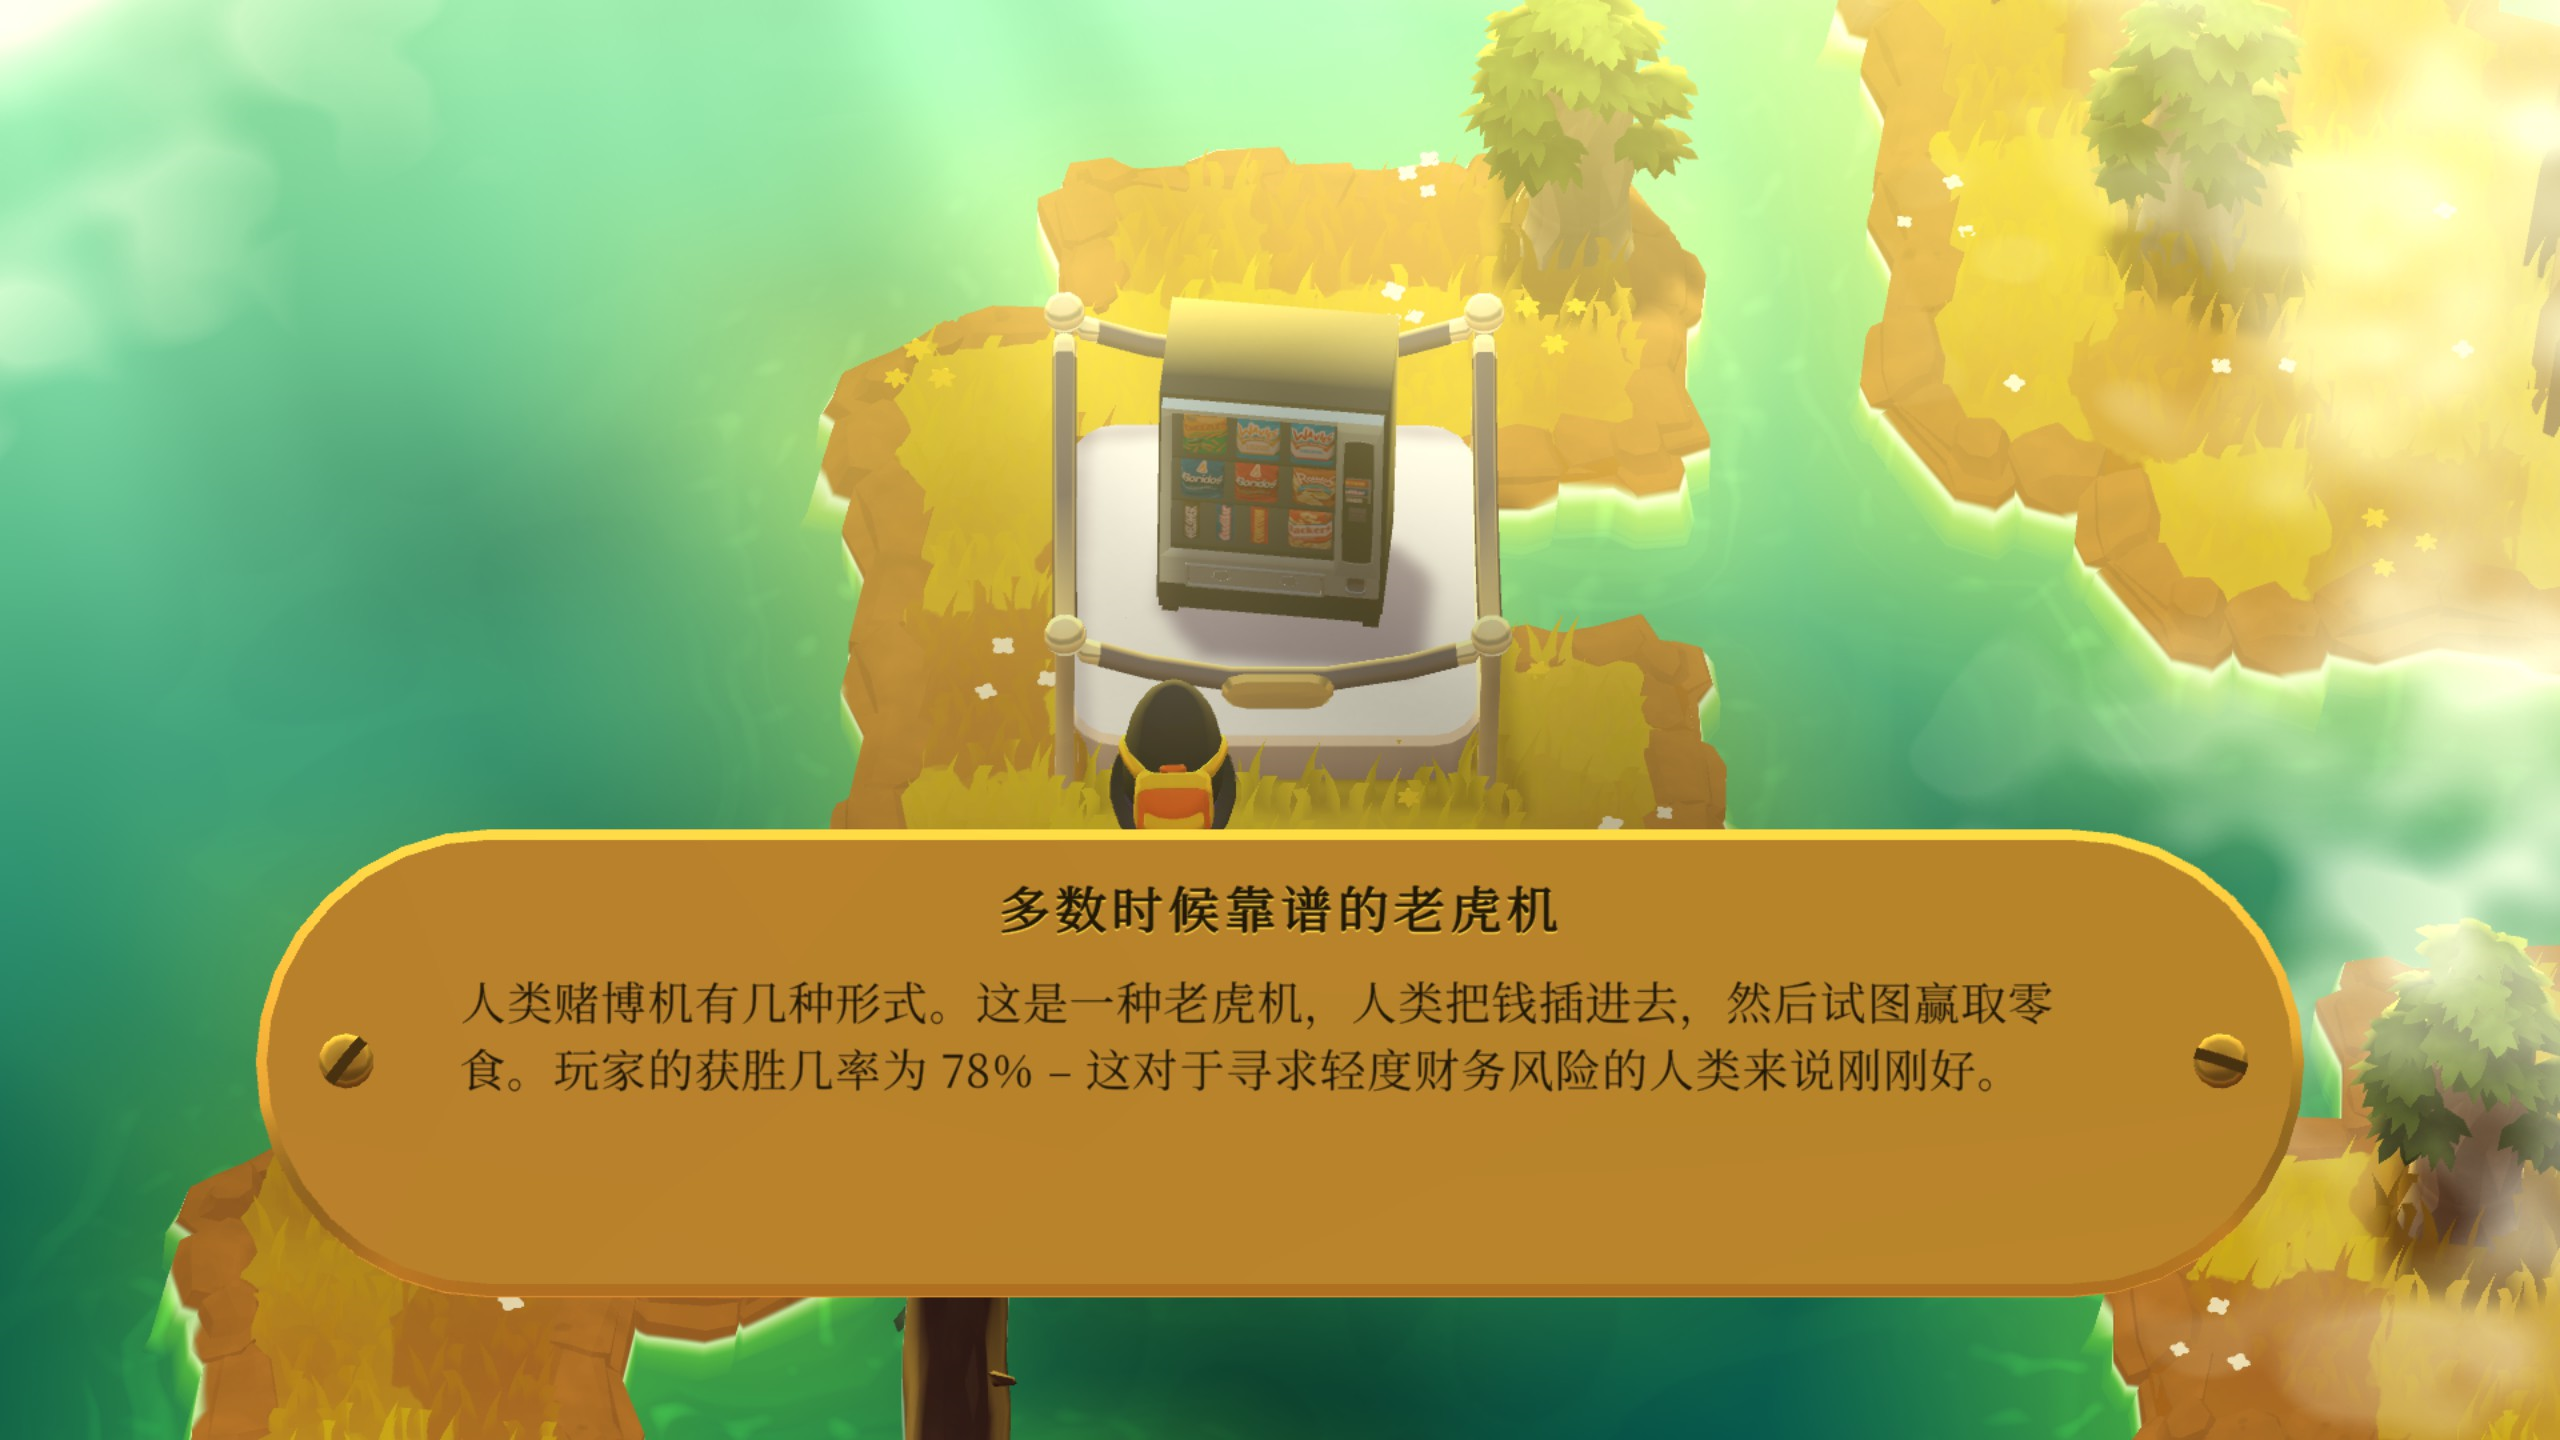 多数时候靠谱的老虎机
人类赌博机有几种形式。这是一种老虎机，人类把钱插进去，然后试图赢取零
食。玩家的获胜几率为 78% – 这对于寻求轻度财务风险的人类来说刚刚好。